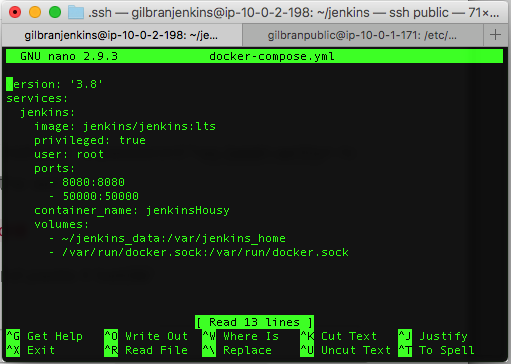 .ssh — gilbranjenkins@ip-10-0-2-198: ~/jenkins — ssh public — 71×...
gilbranjenkins@ip-10-0-2-198: ~/je... gilbranpublic@ip-10-0-1-171: /etc/... +
GNU nano 2.9.3 docker-compose.yml
version: '3.8'
services:
  jenkins:
    image: jenkins/jenkins:lts
    privileged: true
    user: root
    ports:
      - 8080:8080
      - 50000:50000
    container_name: jenkinsHousy
    volumes:
      - ~/jenkins_data:/var/jenkins_home
      - /var/run/docker.sock:/var/run/docker.sock
[ Read 13 lines ]
^G Get Help ^O Write Out ^W Where Is ^K Cut Text ^J Justify
^X Exit ^R Read File ^\ Replace ^U Uncut Text ^T To Spell